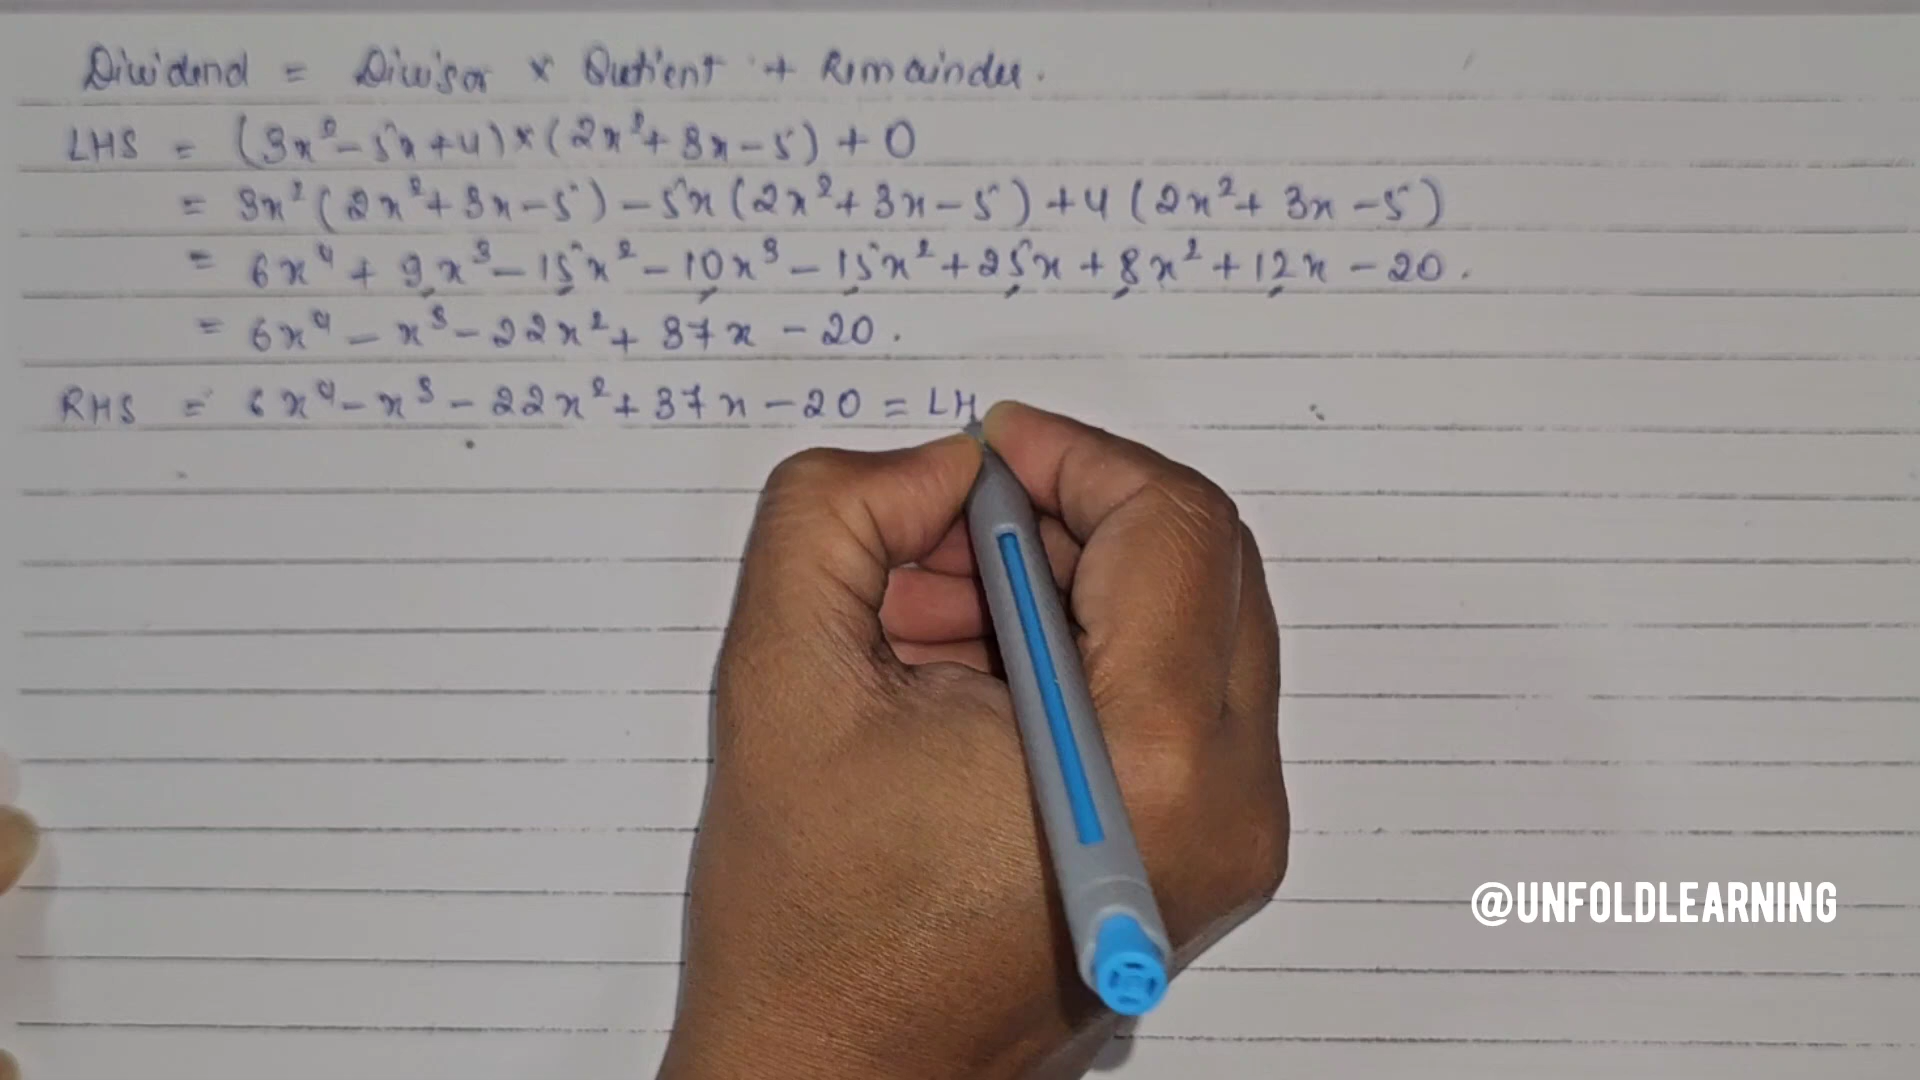 Dividend = Divisor × Qutient + Remainder.
LHS = (3x² - 5x + 4) × (2x² + 3x - 5) + 0
= 3x² (2x² + 3x - 5) - 5x (2x² + 3x - 5) + 4 (2x² + 3x - 5)
= 6x⁴ + 9x³ - 15x² - 10x³ - 15x² + 25x + 8x² + 12x - 20.
= 6x⁴ - x³ - 22x² + 37x - 20.
RHS = 6x⁴ - x³ - 22x² + 37x - 20 = LH
@UNFOLDLEARNING